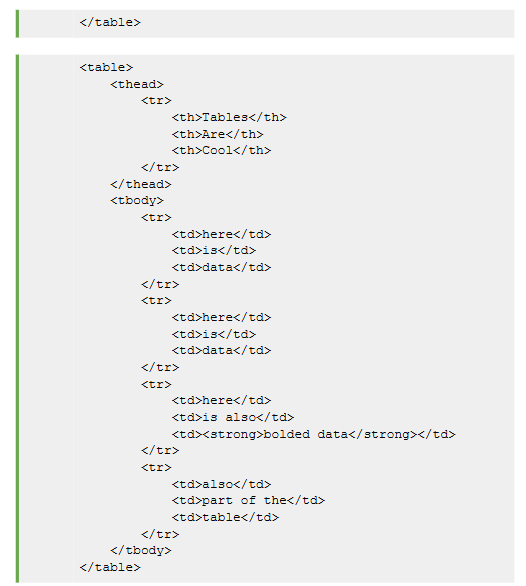 </table>
<table>
    <thead>
        <tr>
            <th>Tables</th>
            <th>Are</th>
            <th>Cool</th>
        </tr>
    </thead>
    <tbody>
        <tr>
            <td>here</td>
            <td>is</td>
            <td>data</td>
        </tr>
        <tr>
            <td>here</td>
            <td>is</td>
            <td>data</td>
        </tr>
        <tr>
            <td>here</td>
            <td>is also</td>
            <td><strong>bolded data</strong></td>
        </tr>
        <tr>
            <td>also</td>
            <td>part of the</td>
            <td>table</td>
        </tr>
    </tbody>
</table>